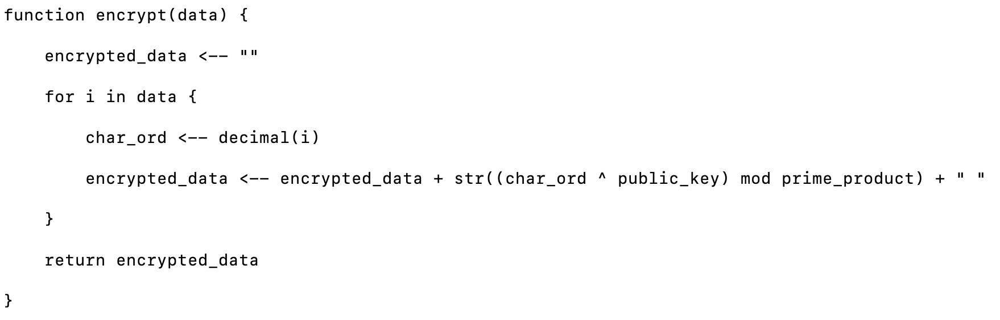 function encrypt(data) {
    encrypted_data <-- ""
    for i in data {
        char_ord <-- decimal(i)
        encrypted_data <-- encrypted_data + str((char_ord ^ public_key) mod prime_product) + " "
    }
    return encrypted_data
}